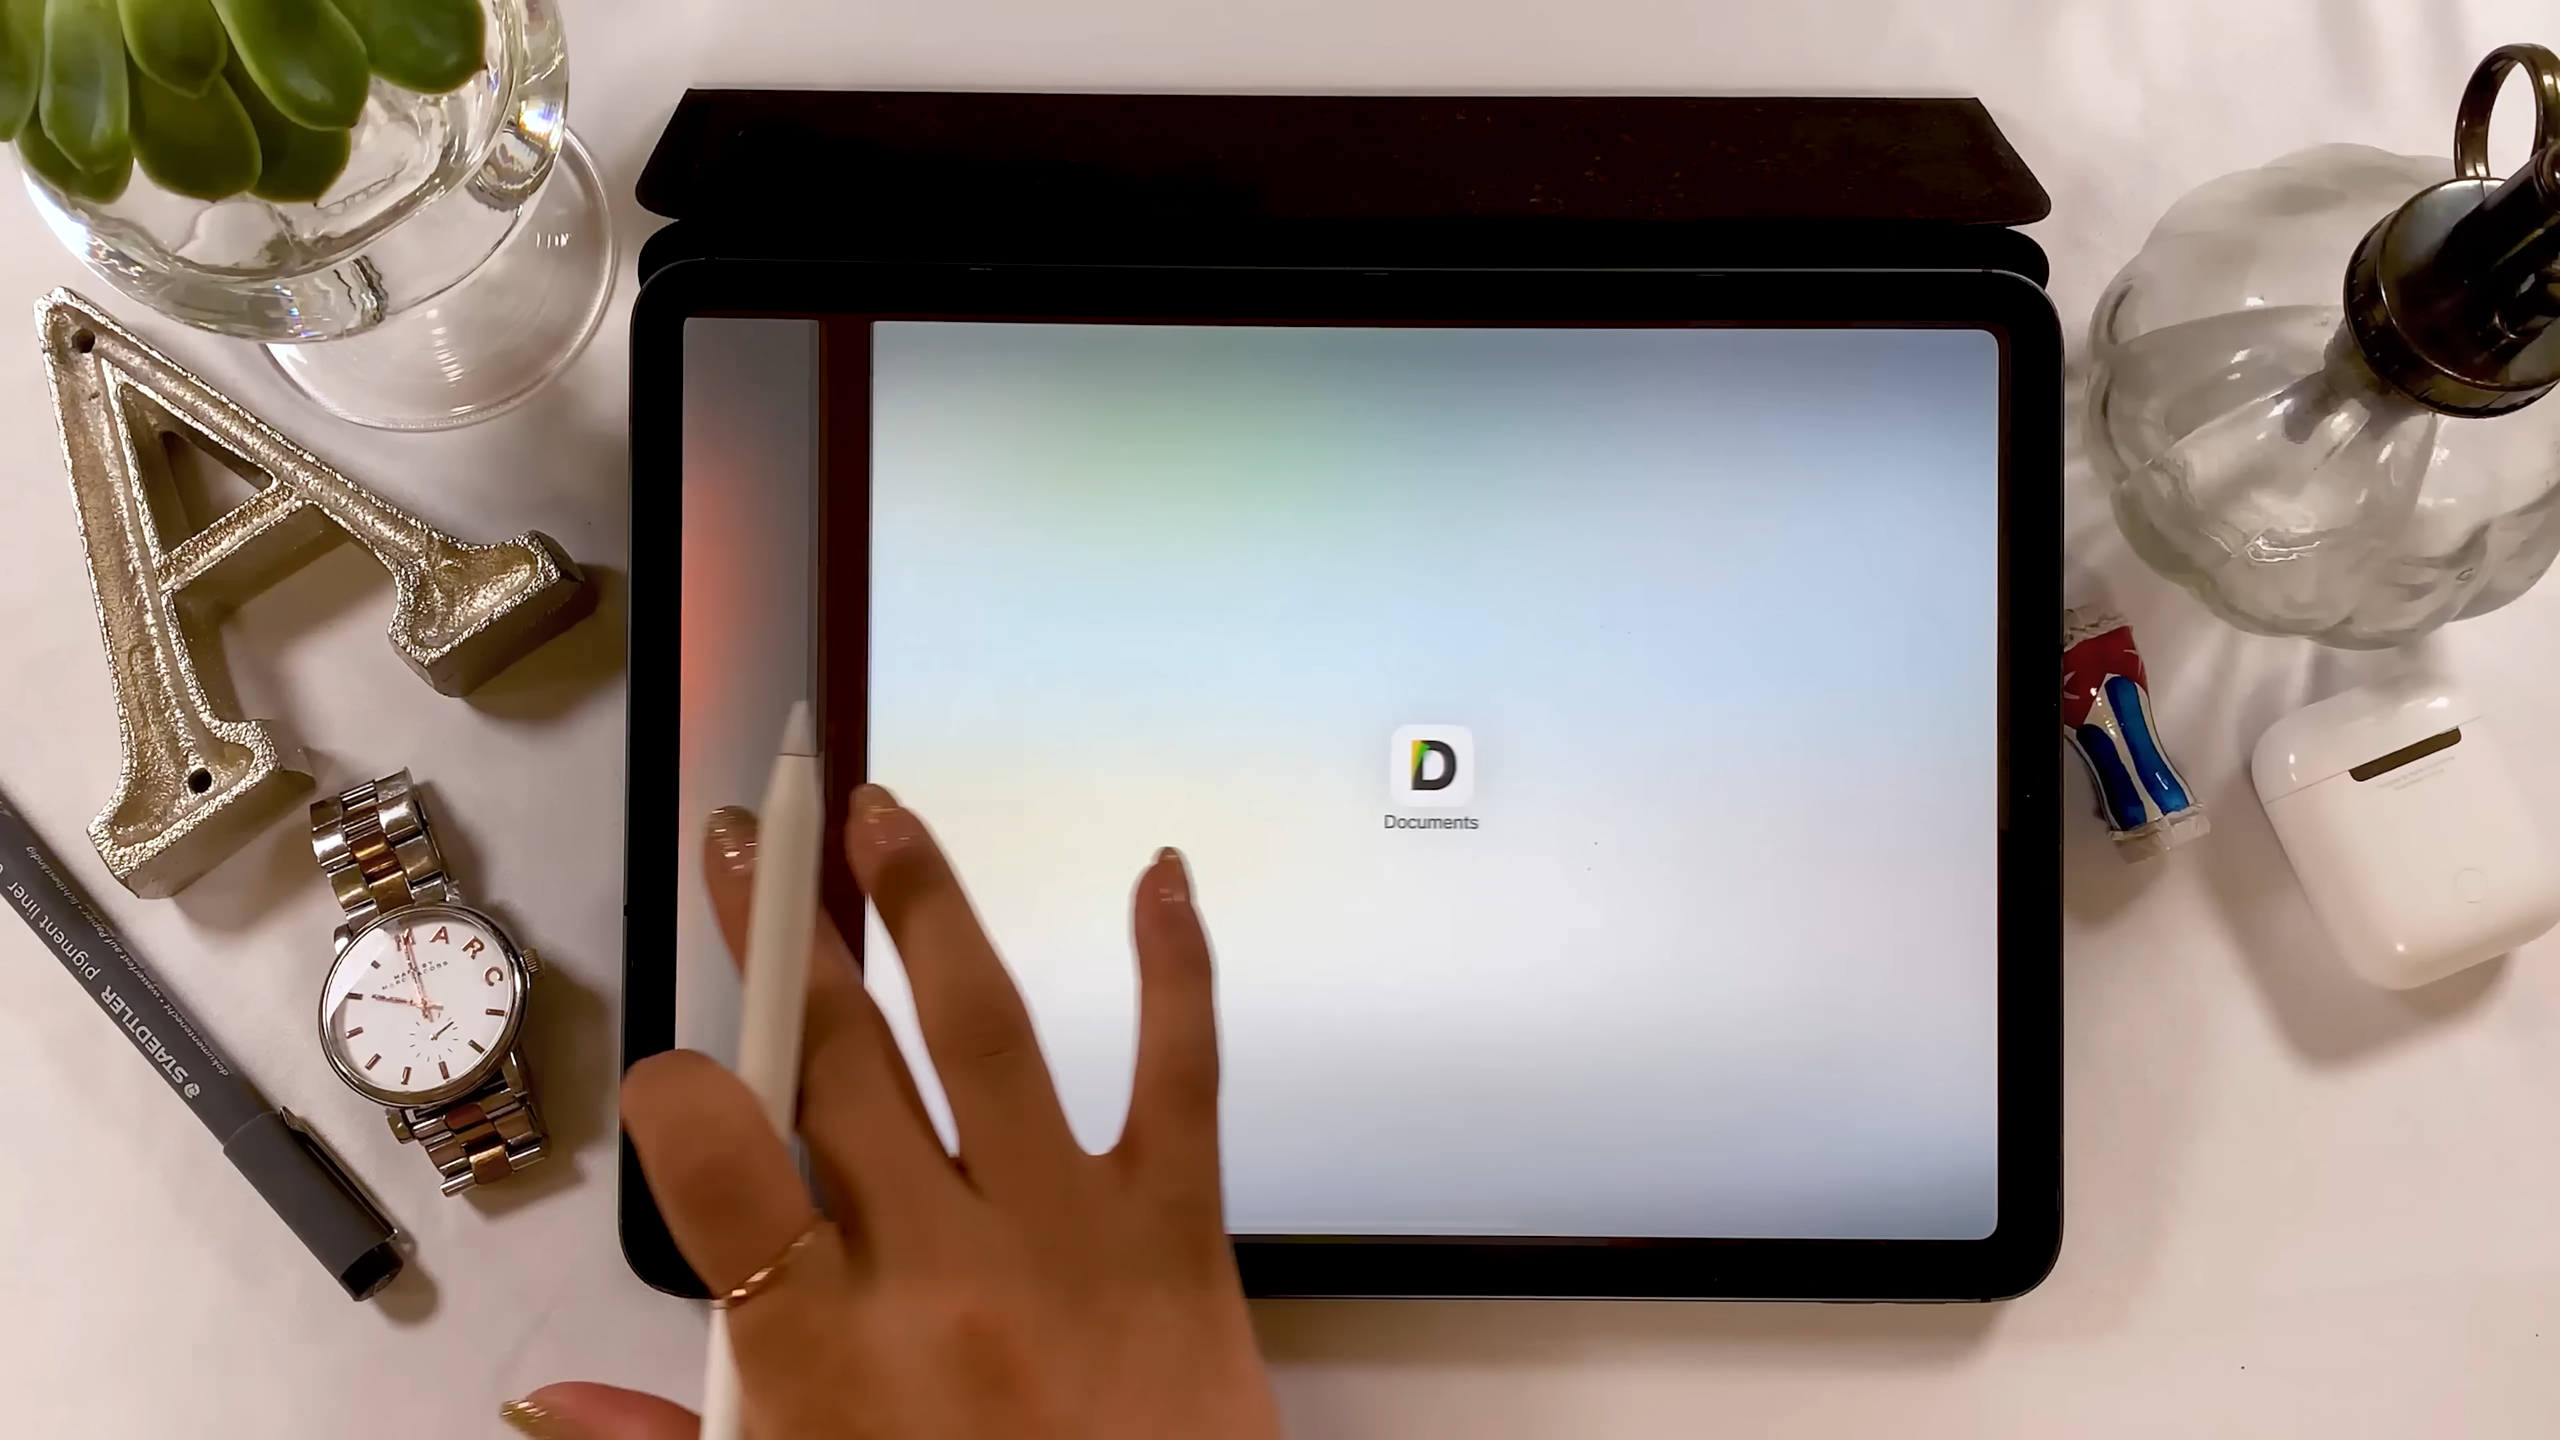 Documents
MARC
MARC BY
MARC JACOBS
STAEDTLER
pigment liner